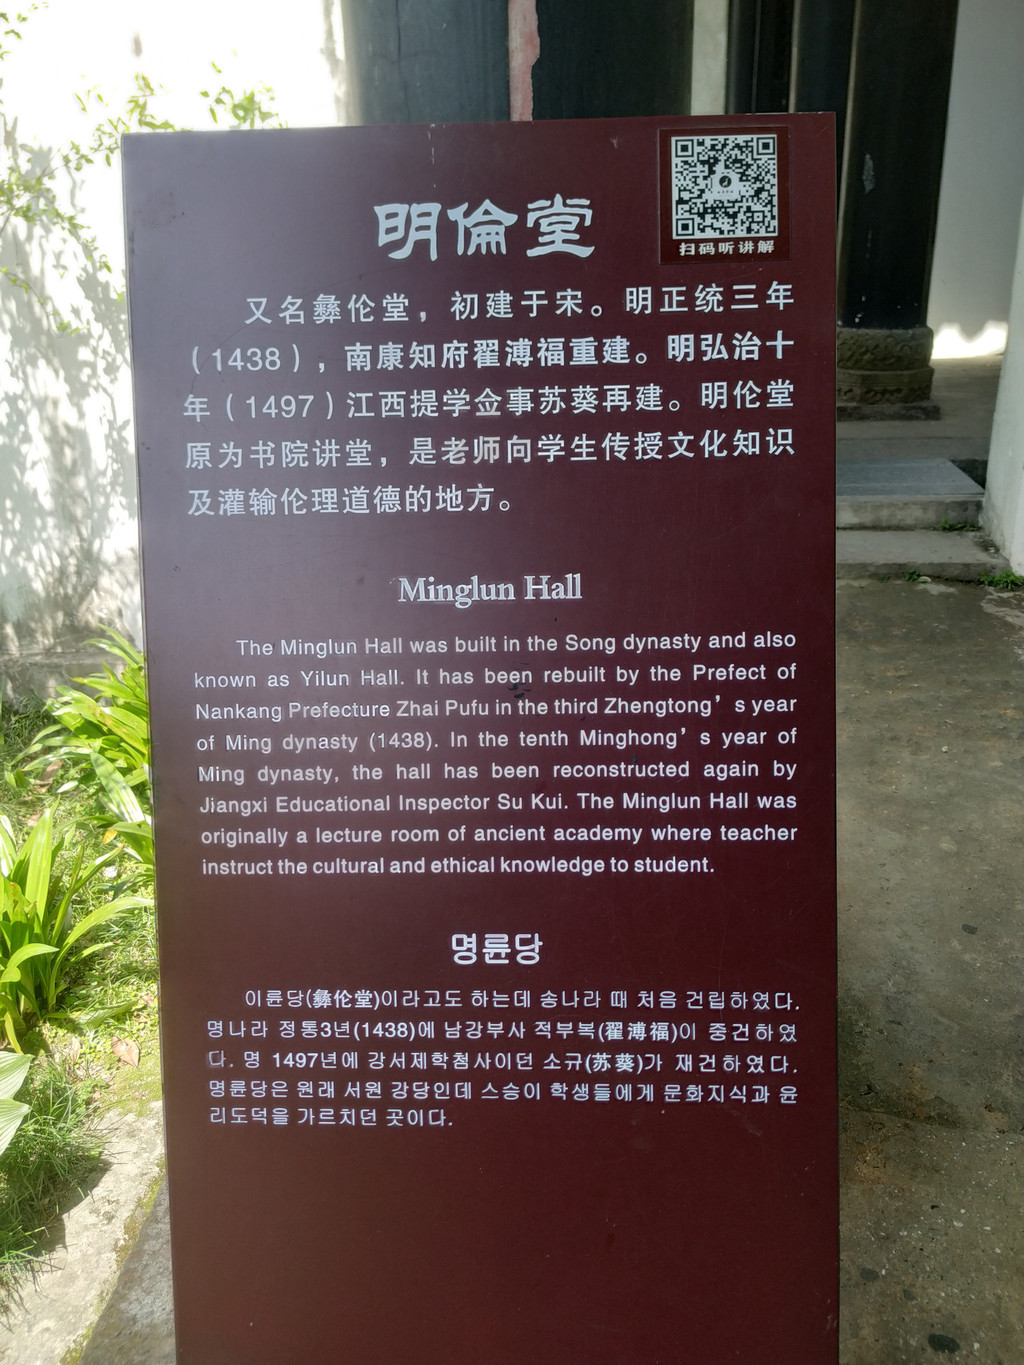 扫码听讲解
明倫堂
又名彝伦堂，初建于宋。明正统三年
（1438），南康知府翟溥福重建。明弘治十
年（1497）江西提学佥事苏葵再建。明伦堂
原为书院讲堂，是老师向学生传授文化知识
及灌输伦理道德的地方。
Minglun Hall
The Minglun Hall was built in the Song dynasty and also
known as Yilun Hall. It has been rebuilt by the Prefect of
Nankang Prefecture Zhai Pufu in the third Zhengtong’s year
of Ming dynasty (1438). In the tenth Minghong’s year of
Ming dynasty, the hall has been reconstructed again by
Jiangxi Educational Inspector Su Kui. The Minglun Hall was
originally a lecture room of ancient academy where teacher
instruct the cultural and ethical knowledge to student.
명륜당
이륜당(彝伦堂)이라고도 하는데 송나라 때 처음 건립하였다.
명나라 정통3년(1438)에 남강부사 적부복(翟溥福)이 중건하였
다. 명 1497년에 강서제학첨사이던 소규(苏葵)가 재건하였다.
명륜당은 원래 서원 강당인데 스승이 학생들에게 문화지식과 윤
리도덕을 가르치던 곳이다.